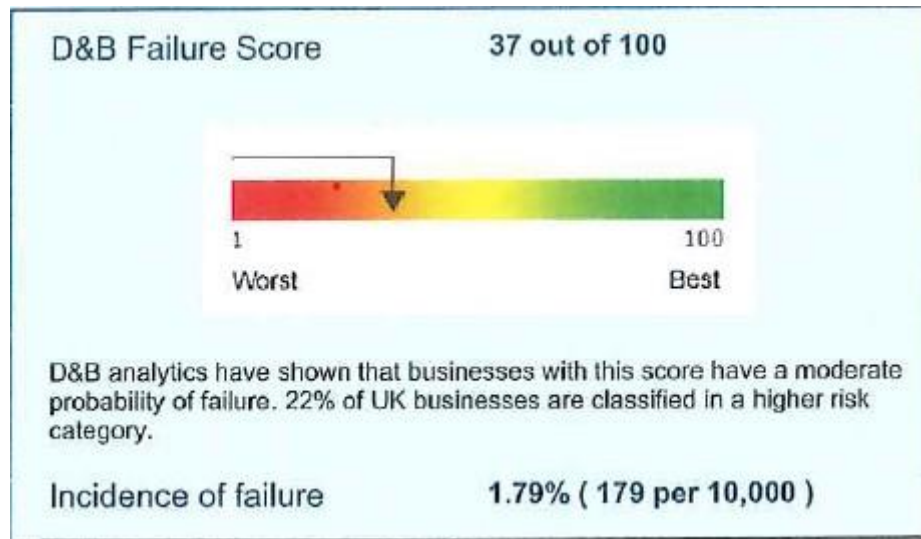 D&B Failure Score 37 out of 100
1 100
Worst Best
D&B analytics have shown that businesses with this score have a moderate
probability of failure. 22% of UK businesses are classified in a higher risk
category.
Incidence of failure 1.79% ( 179 per 10,000 )